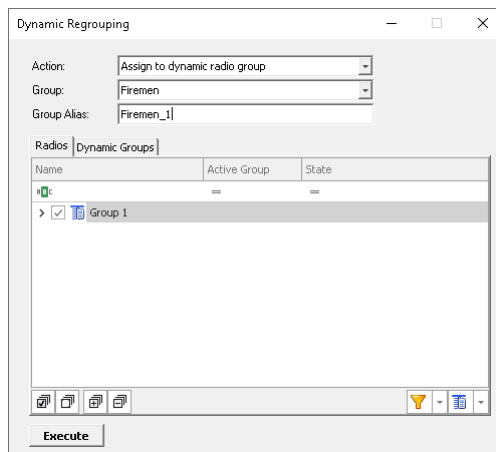 Dynamic Regrouping
Action: Assign to dynamic radio group
Group: Firemen
Group Alias: Firemen_1
Radios Dynamic Groups
Name Active Group State
= =
Group 1
Execute